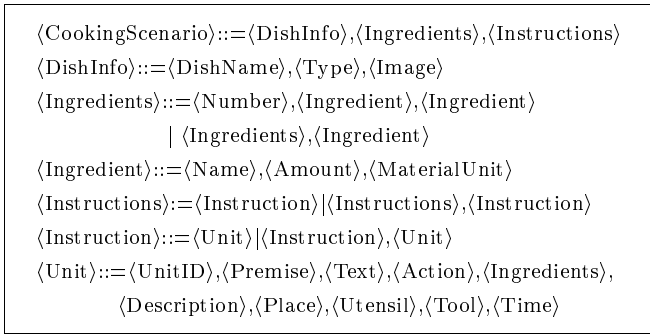 ⟨CookingScenario⟩::=⟨DishInfo⟩,⟨Ingredients⟩,⟨Instructions⟩
⟨DishInfo⟩::=⟨DishName⟩,⟨Type⟩,⟨Image⟩
⟨Ingredients⟩::=⟨Number⟩,⟨Ingredient⟩,⟨Ingredient⟩
| ⟨Ingredients⟩,⟨Ingredient⟩
⟨Ingredient⟩::=⟨Name⟩,⟨Amount⟩,⟨MaterialUnit⟩
⟨Instructions⟩:=⟨Instruction⟩|⟨Instructions⟩,⟨Instruction⟩
⟨Instruction⟩::=⟨Unit⟩|⟨Instruction⟩,⟨Unit⟩
⟨Unit⟩::=⟨UnitID⟩,⟨Premise⟩,⟨Text⟩,⟨Action⟩,⟨Ingredients⟩,
⟨Description⟩,⟨Place⟩,⟨Utensil⟩,⟨Tool⟩,⟨Time⟩